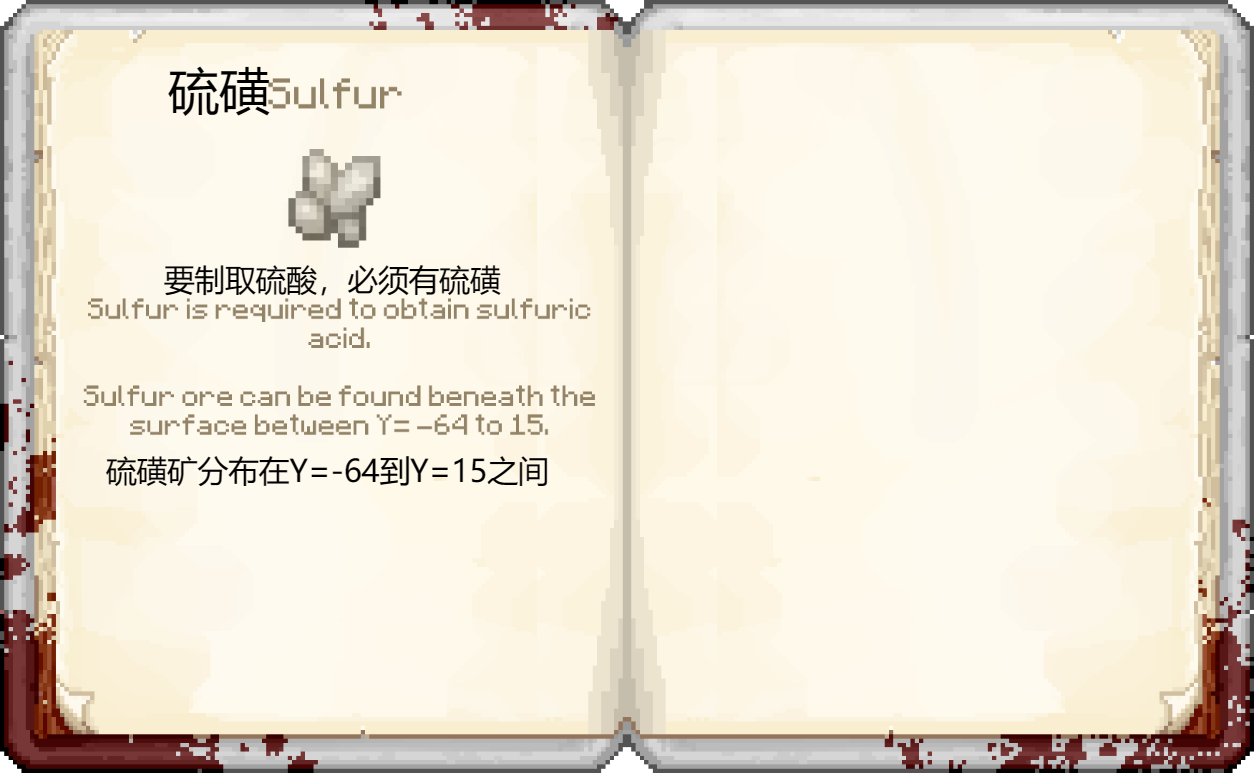 硫磺Sulfur
要制取硫酸，必须有硫磺
Sulfur is required to obtain sulfuric
acid.
Sulfur ore can be found beneath the
surface between Y= -64 to 15.
硫磺矿分布在Y=-64到Y=15之间